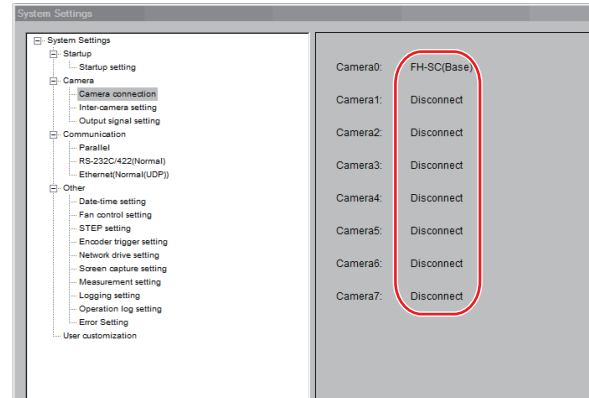 System Settings
System Settings
Startup
Startup setting
Camera
Camera connection
Inter-camera setting
Output signal setting
Communication
Parallel
RS-232C/422(Normal)
Ethernet(Normal(UDP))
Other
Date-time setting
Fan control setting
STEP setting
Encoder trigger setting
Network drive setting
Screen capture setting
Measurement setting
Logging setting
Operation log setting
Error Setting
User customization
Camera0: FH-SC(Base)
Camera1: Disconnect
Camera2: Disconnect
Camera3: Disconnect
Camera4: Disconnect
Camera5: Disconnect
Camera6: Disconnect
Camera7: Disconnect